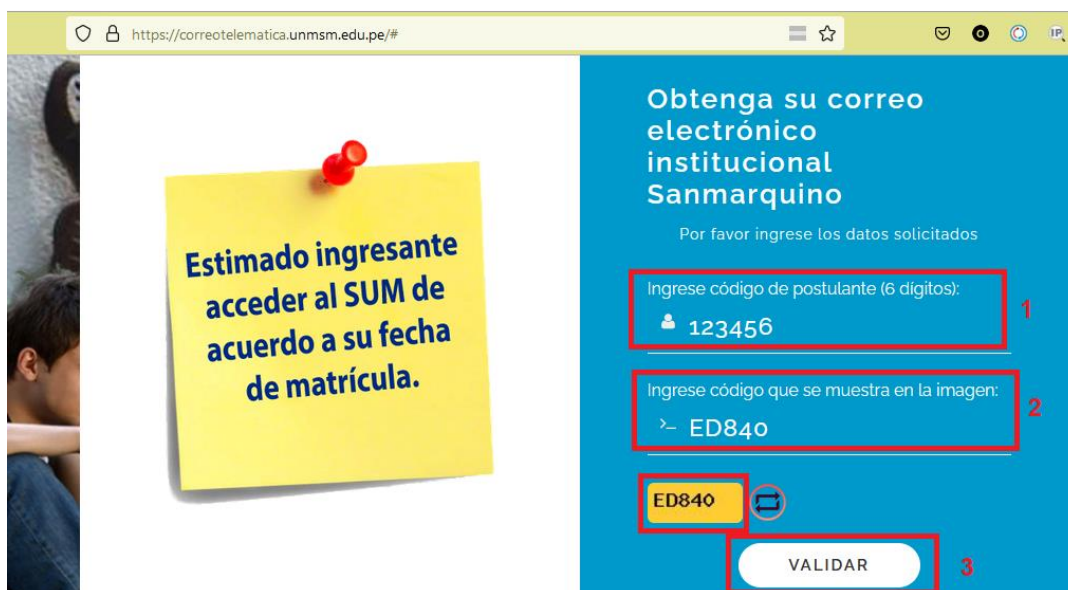 https://correotelematica.unmsm.edu.pe/#
IP
Estimado ingresante
acceder al SUM de
acuerdo a su fecha
de matrícula.
Obtenga su correo
electrónico
institucional
Sanmarquino
Por favor ingrese los datos solicitados
Ingrese código de postulante (6 dígitos):
1
123456
Ingrese código que se muestra en la imagen:
2
>_ ED840
ED840
VALIDAR
3